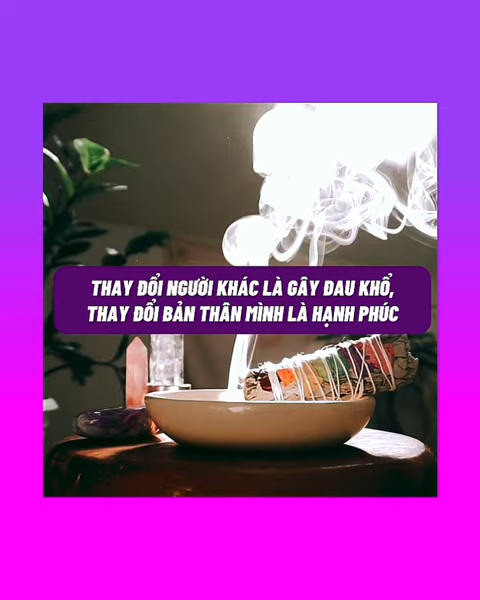 THAY ĐỔI NGƯỜI KHÁC LÀ GÂY ĐAU KHỔ,
THAY ĐỔI BẢN THÂN MÌNH LÀ HẠNH PHÚC